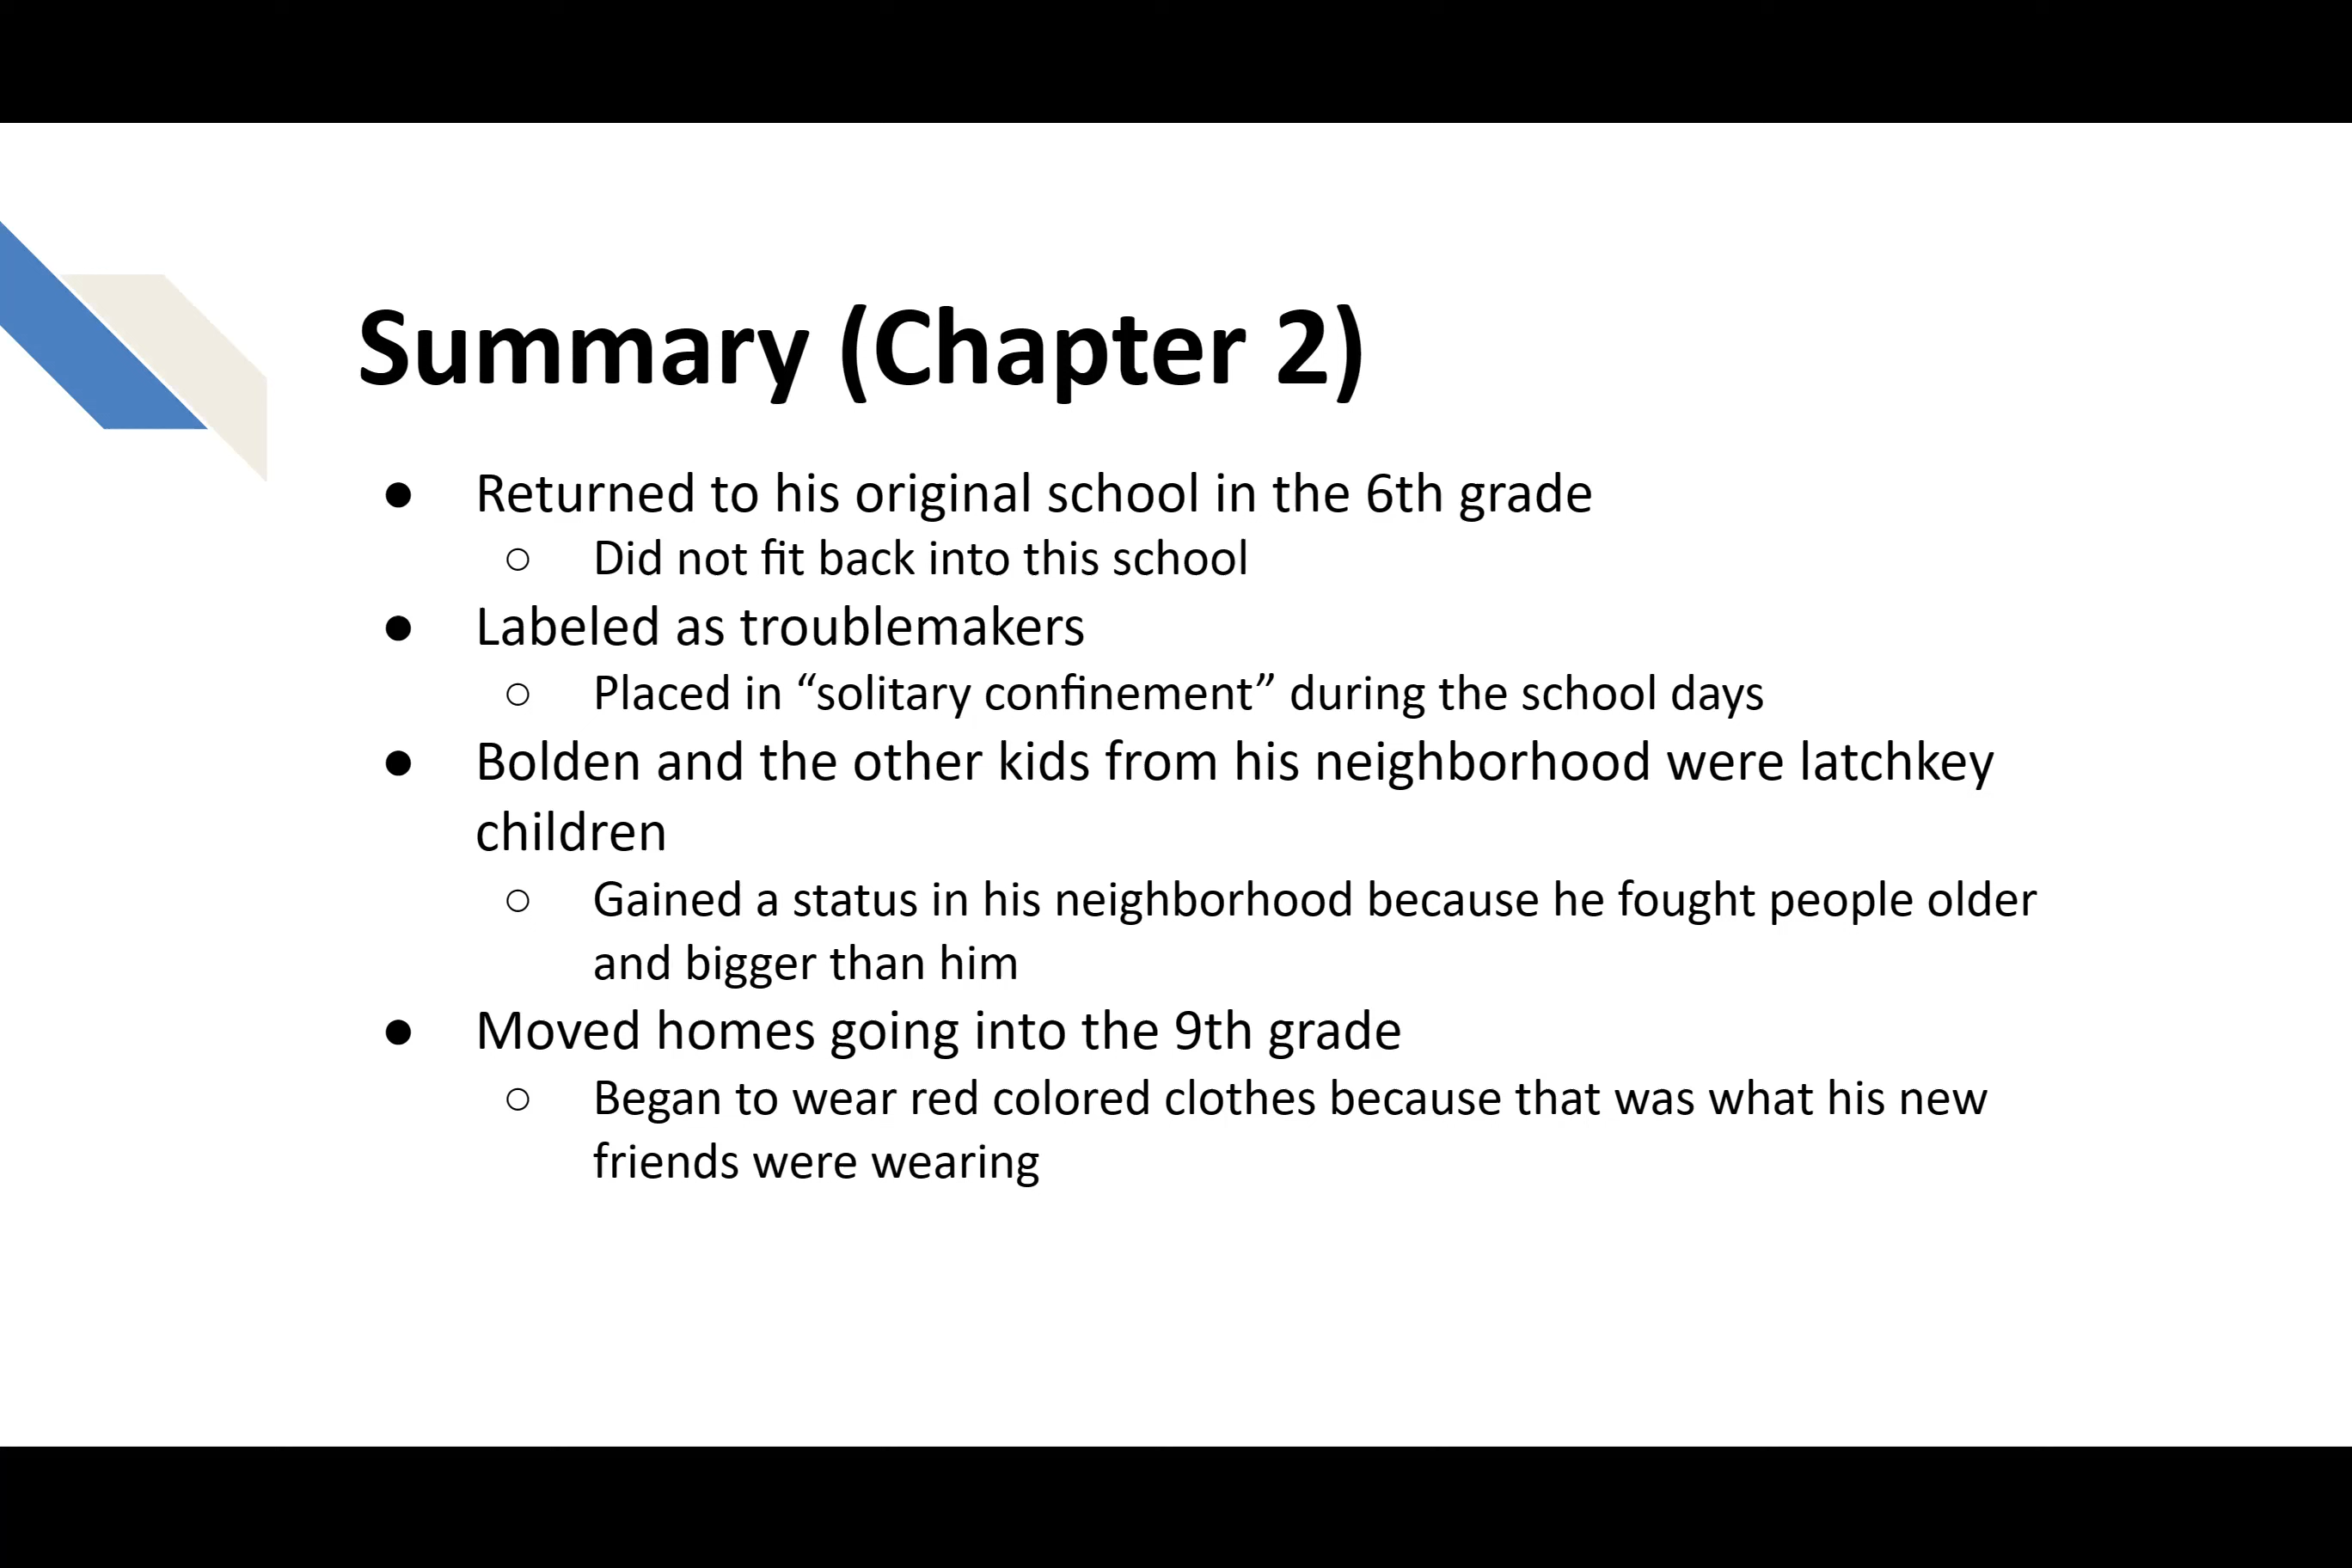 Summary (Chapter 2)
● Returned to his original school in the 6th grade
○ Did not fit back into this school
● Labeled as troublemakers
○ Placed in “solitary confinement” during the school days
● Bolden and the other kids from his neighborhood were latchkey
children
○ Gained a status in his neighborhood because he fought people older
and bigger than him
● Moved homes going into the 9th grade
○ Began to wear red colored clothes because that was what his new
friends were wearing